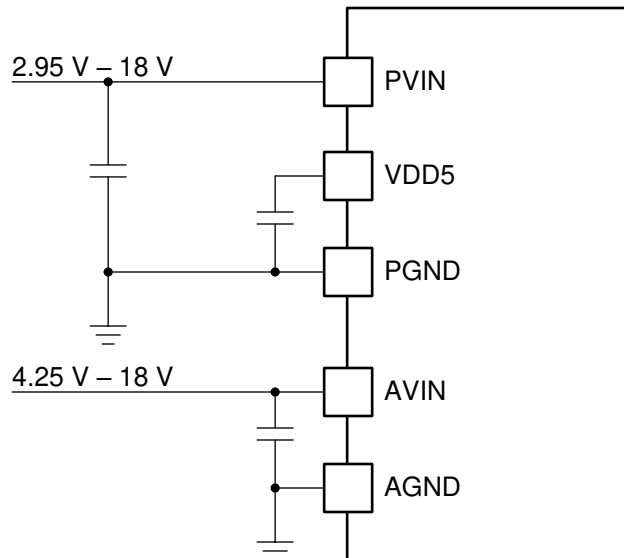 2.95 V – 18 V
PVIN
VDD5
PGND
4.25 V – 18 V
AVIN
AGND